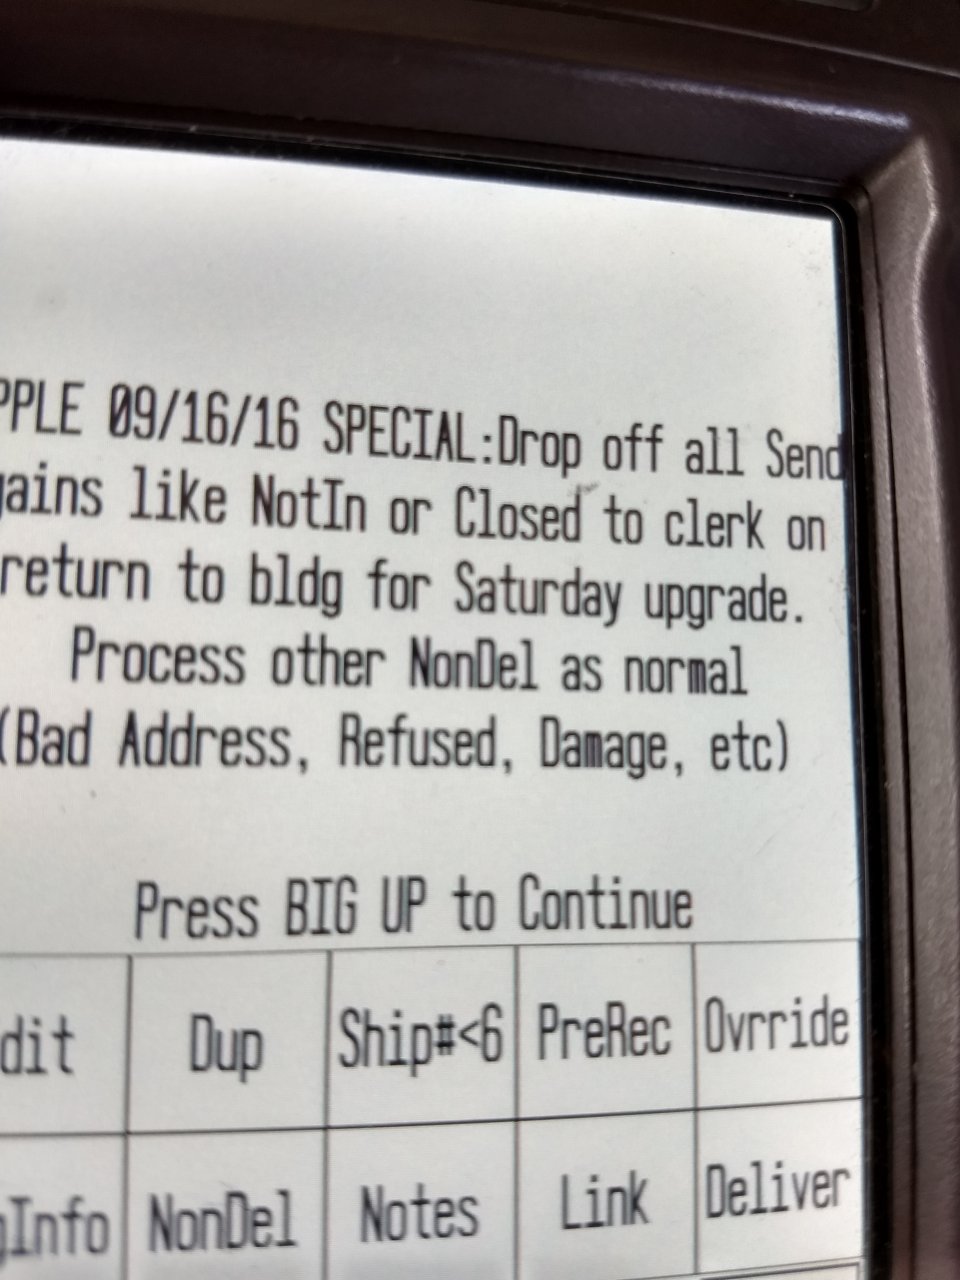 PPLE 09/16/16 SPECIAL:Drop off all Send
gains like NotIn or Closed to clerk on
return to bldg for Saturday upgrade.
Process other NonDel as normal
(Bad Address, Refused, Damage, etc)
Press BIG UP to Continue
dit Dup Ship#<6 PreRec Ovrride
gInfo NonDel Notes Link Deliver